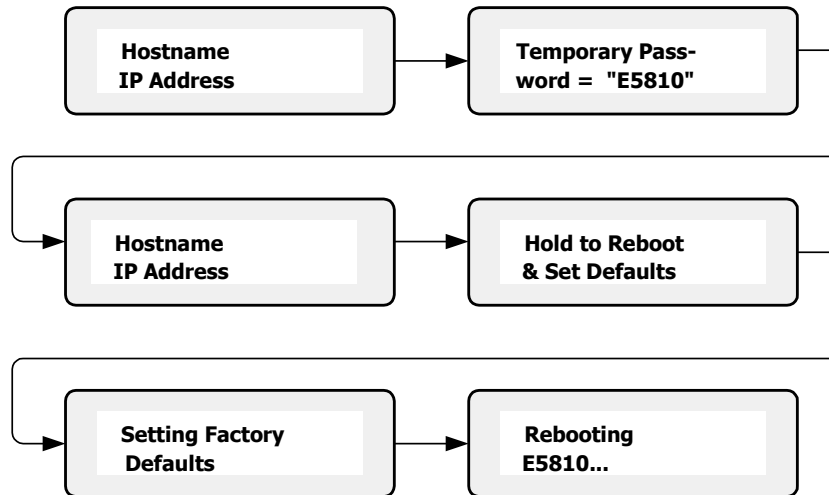 Hostname
IP Address
Temporary Pass-
word = "E5810"
Hostname
IP Address
Hold to Reboot
& Set Defaults
Setting Factory
Defaults
Rebooting
E5810...